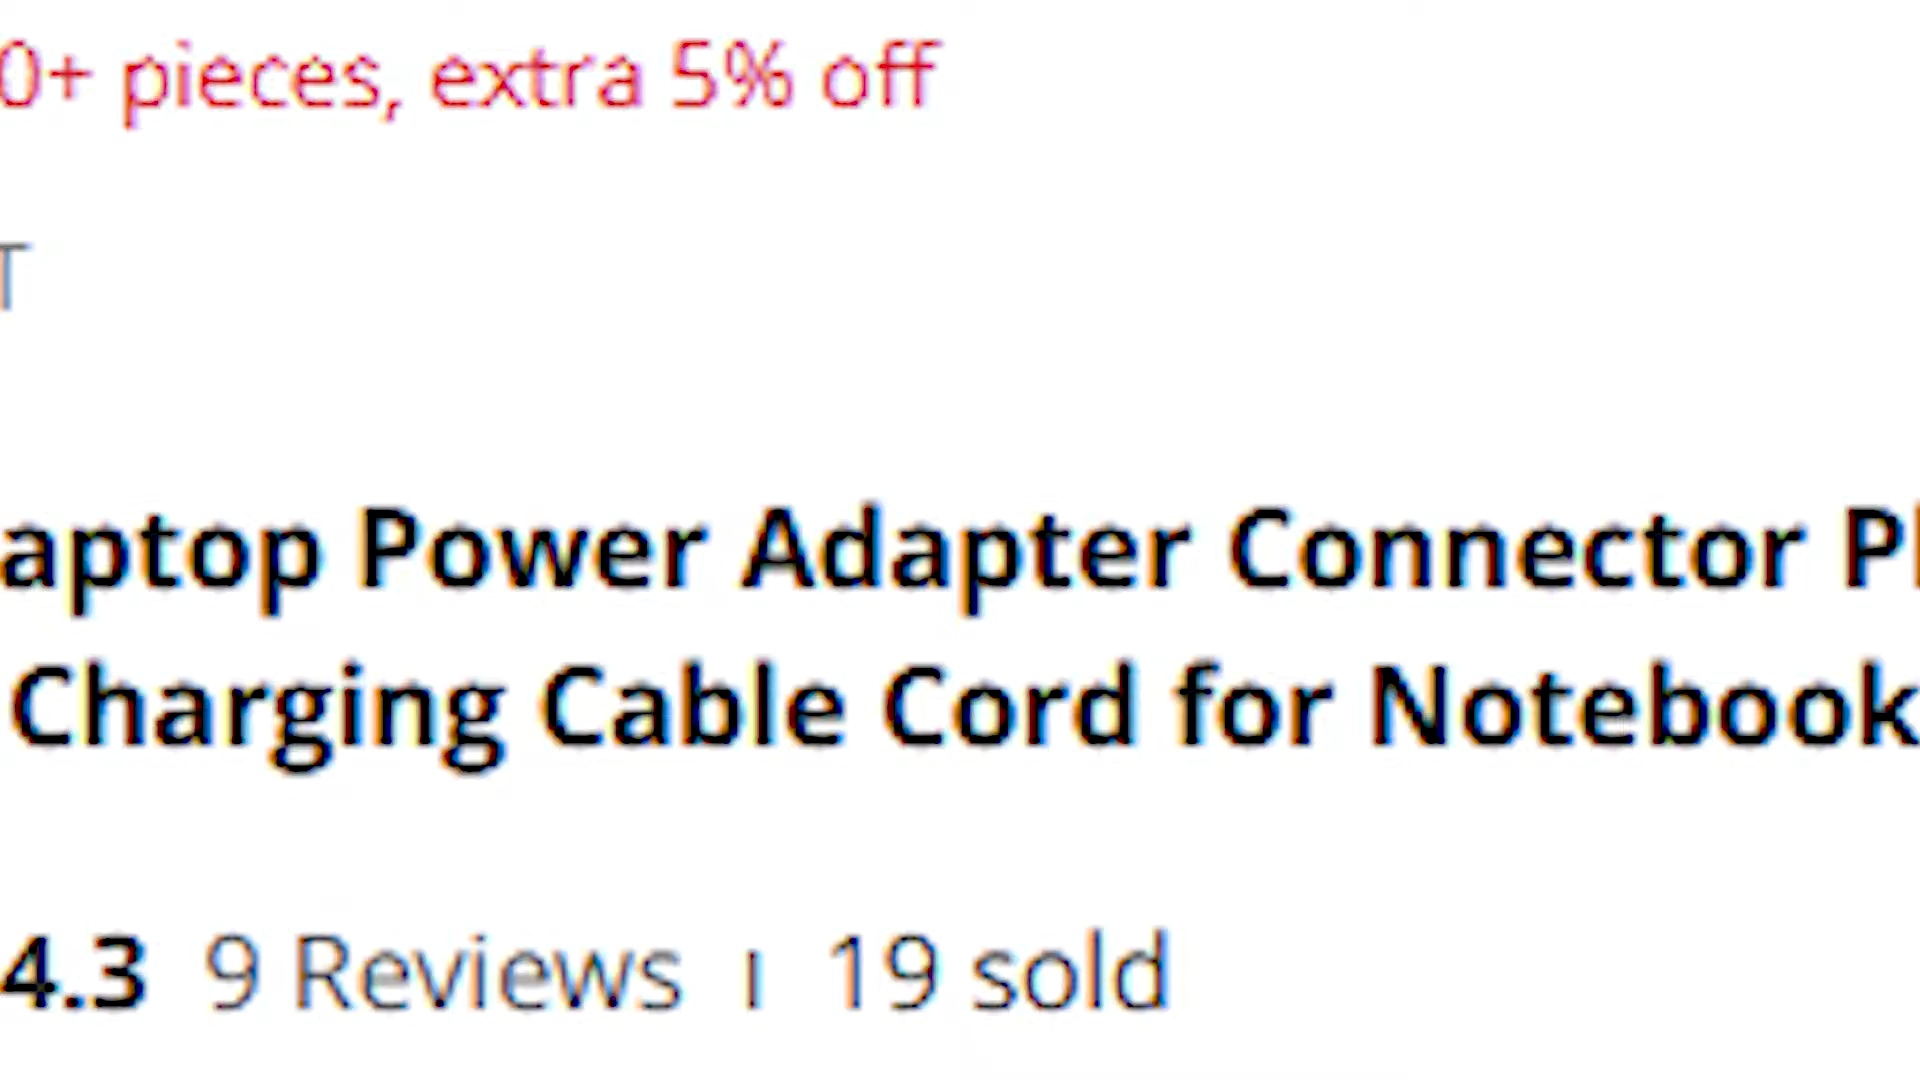 0+ pieces, extra 5% off
T
aptop Power Adapter Connector Pl
Charging Cable Cord for Notebook
4.3 9 Reviews | 19 sold